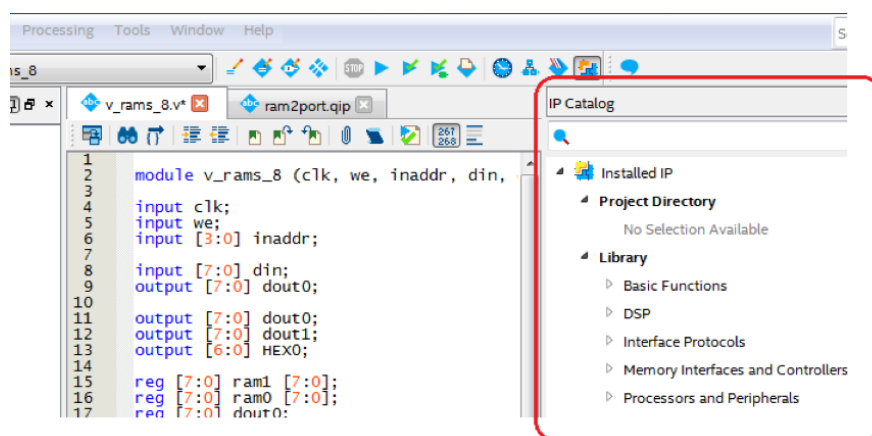 Processing Tools Window Help
S
ns_8
v_rams_8.v*
ram2port.qip
IP Catalog
267
268
1
2 module v_rams_8 (clk, we, inaddr, din,
3
4 input clk;
5 input we;
6 input [3:0] inaddr;
7
8 input [7:0] din;
9 output [7:0] dout0;
10
11 output [7:0] dout0;
12 output [7:0] dout1;
13 output [6:0] HEX0;
14
15 reg [7:0] ram1 [7:0];
16 reg [7:0] ram0 [7:0];
17 reg [7:0] dout0;
Installed IP
Project Directory
No Selection Available
Library
Basic Functions
DSP
Interface Protocols
Memory Interfaces and Controllers
Processors and Peripherals
STOP
abc
abc